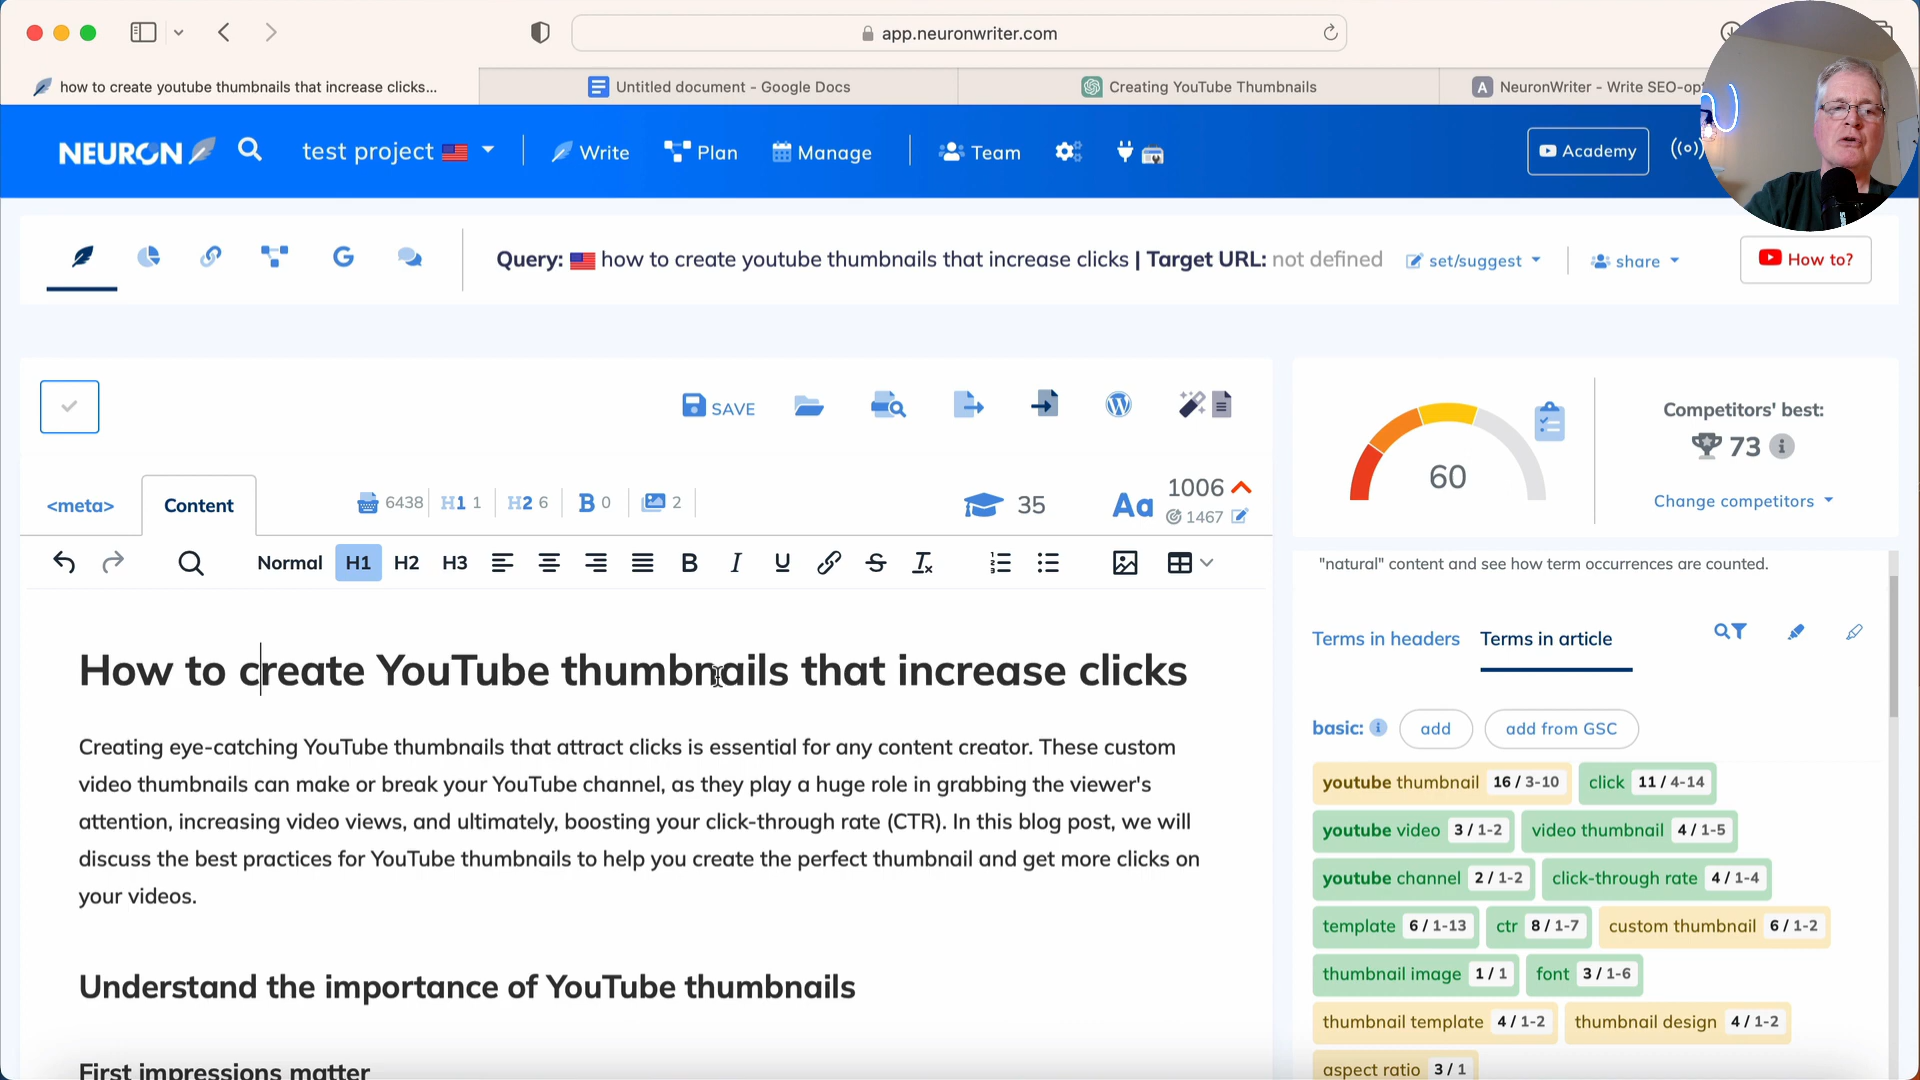 app.neuronwriter.com
how to create youtube thumbnails that increase clicks...
Untitled document - Google Docs
Creating YouTube Thumbnails
NeuronWriter - Write SEO-op
NEURON
test project
Write
Plan
Manage
Team
Academy
Query: how to create youtube thumbnails that increase clicks | Target URL: not defined
set/suggest
share
How to?
SAVE
60
Competitors' best:
73
Change competitors
<meta>
Content
6438
H1 1
H2 6
B 0
2
35
Aa
1006
1467
Normal
H1
H2
H3
B
I
U
S
"natural" content and see how term occurrences are counted.
Terms in headers
Terms in article
How to create YouTube thumbnails that increase clicks
Creating eye-catching YouTube thumbnails that attract clicks is essential for any content creator. These custom
video thumbnails can make or break your YouTube channel, as they play a huge role in grabbing the viewer's
attention, increasing video views, and ultimately, boosting your click-through rate (CTR). In this blog post, we will
discuss the best practices for YouTube thumbnails to help you create the perfect thumbnail and get more clicks on
your videos.
Understand the importance of YouTube thumbnails
First impressions matter
basic:
add
add from GSC
youtube thumbnail 16 / 3-10
click 11 / 4-14
youtube video 3 / 1-2
video thumbnail 4 / 1-5
youtube channel 2 / 1-2
click-through rate 4 / 1-4
template 6 / 1-13
ctr 8 / 1-7
custom thumbnail 6 / 1-2
thumbnail image 1 / 1
font 3 / 1-6
thumbnail template 4 / 1-2
thumbnail design 4 / 1-2
aspect ratio 3 / 1